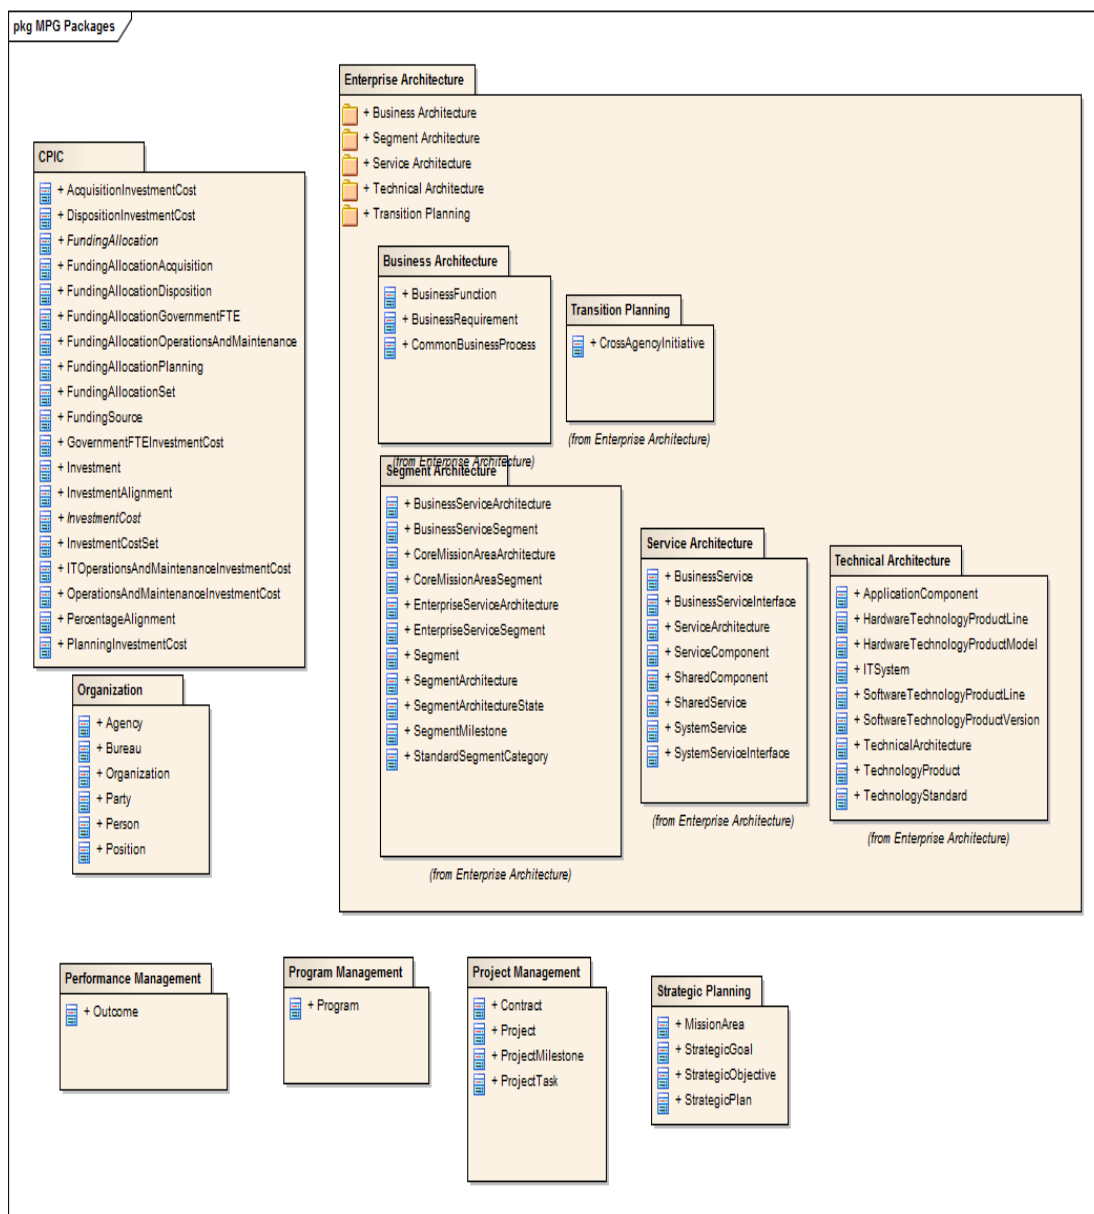 pkg MPG Packages
Enterprise Architecture
+ Business Architecture
+ Segment Architecture
+ Service Architecture
+ Technical Architecture
+ Transition Planning
CPIC
+ AcquisitionInvestmentCost
+ DispositionInvestmentCost
+ FundingAllocation
+ FundingAllocationAcquisition
+ FundingAllocationDisposition
+ FundingAllocationGovernmentFTE
+ FundingAllocationOperationsAndMaintenance
+ FundingAllocationPlanning
+ FundingAllocationSet
+ FundingSource
+ GovernmentFTEInvestmentCost
+ Investment
+ InvestmentAlignment
+ InvestmentCost
+ InvestmentCostSet
+ ITOperationsAndMaintenanceInvestmentCost
+ OperationsAndMaintenanceInvestmentCost
+ PercentageAlignment
+ PlanningInvestmentCost
Business Architecture
+ BusinessFunction
+ BusinessRequirement
+ CommonBusinessProcess
(from Enterprise Architecture)
Transition Planning
+ CrossAgencyInitiative
(from Enterprise Architecture)
Segment Architecture
+ BusinessServiceArchitecture
+ BusinessServiceSegment
+ CoreMissionAreaArchitecture
+ CoreMissionAreaSegment
+ EnterpriseServiceArchitecture
+ EnterpriseServiceSegment
+ Segment
+ SegmentArchitecture
+ SegmentArchitectureState
+ SegmentMilestone
+ StandardSegmentCategory
(from Enterprise Architecture)
Service Architecture
+ BusinessService
+ BusinessServiceInterface
+ ServiceArchitecture
+ ServiceComponent
+ SharedComponent
+ SharedService
+ SystemService
+ SystemServiceInterface
(from Enterprise Architecture)
Technical Architecture
+ ApplicationComponent
+ HardwareTechnologyProductLine
+ HardwareTechnologyProductModel
+ ITSystem
+ SoftwareTechnologyProductLine
+ SoftwareTechnologyProductVersion
+ TechnicalArchitecture
+ TechnologyProduct
+ TechnologyStandard
(from Enterprise Architecture)
Organization
+ Agency
+ Bureau
+ Organization
+ Party
+ Person
+ Position
Performance Management
+ Outcome
Program Management
+ Program
Project Management
+ Contract
+ Project
+ ProjectMilestone
+ ProjectTask
Strategic Planning
+ MissionArea
+ StrategicGoal
+ StrategicObjective
+ StrategicPlan